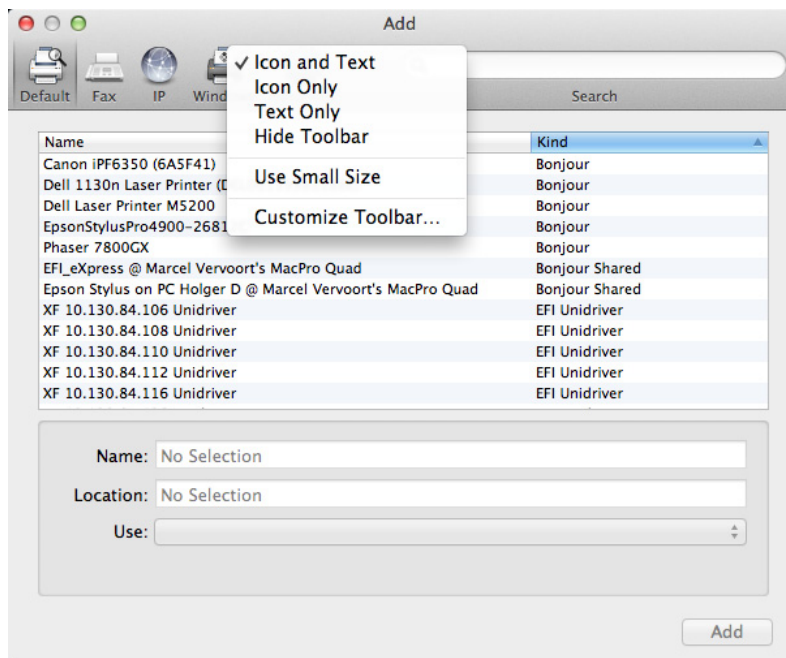 Add
Default Fax IP Wind
Search
Icon and Text
Icon Only
Text Only
Hide Toolbar
Use Small Size
Customize Toolbar...
Name Kind
Canon iPF6350 (6A5F41) Bonjour
Dell 1130n Laser Printer ( Bonjour
Dell Laser Printer M5200 Bonjour
EpsonStylusPro4900-2681 Bonjour
Phaser 7800GX Bonjour
EFI_eXpress @ Marcel Vervoort's MacPro Quad Bonjour Shared
Epson Stylus on PC Holger D @ Marcel Vervoort's MacPro Quad Bonjour Shared
XF 10.130.84.106 Unidriver EFI Unidriver
XF 10.130.84.108 Unidriver EFI Unidriver
XF 10.130.84.110 Unidriver EFI Unidriver
XF 10.130.84.112 Unidriver EFI Unidriver
XF 10.130.84.116 Unidriver EFI Unidriver
Name: No Selection
Location: No Selection
Use:
Add